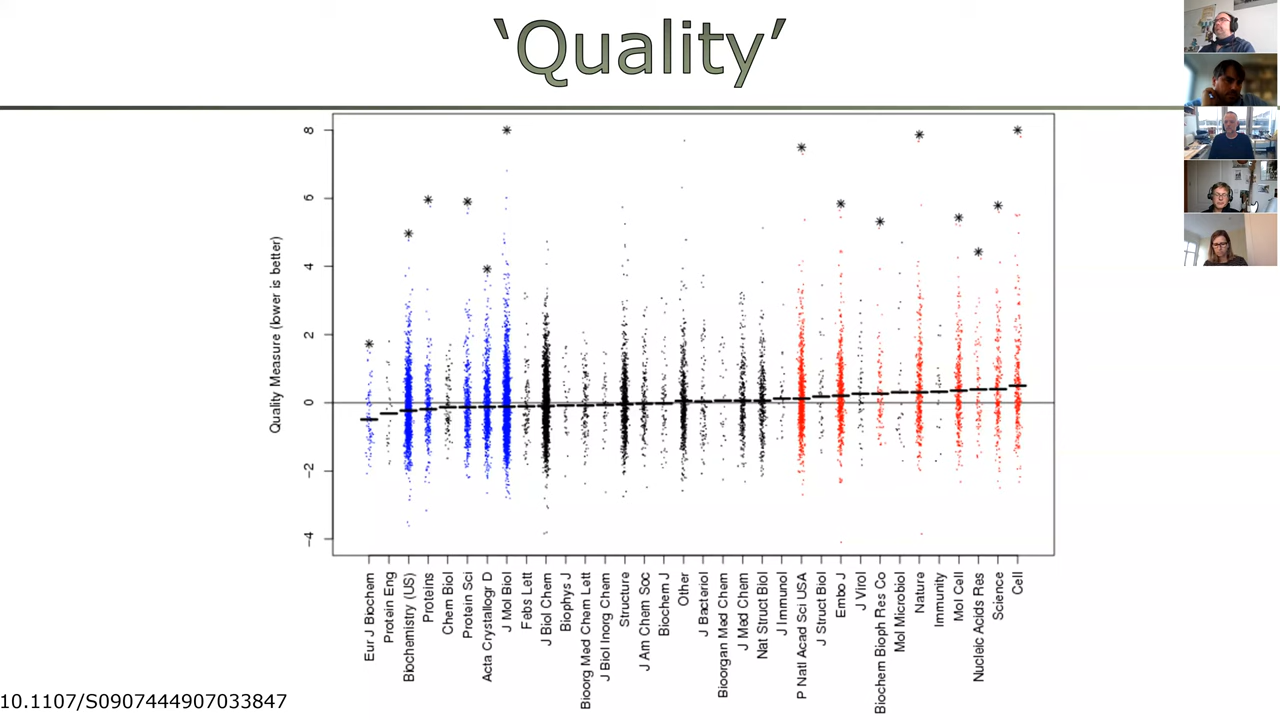 ‘Quality’
8
6
4
2
0
−2
−4
Quality Measure (lower is better)
Eur J Biochem
Protein Eng
Biochemistry (US)
Proteins
Chem Biol
Protein Sci
Acta Crystallogr D
J Mol Biol
Febs Lett
J Biol Chem
Biophys J
Bioorg Med Chem Lett
J Biol Inorg Chem
Structure
J Am Chem Soc
Biochem J
Other
J Bacteriol
Bioorgan Med Chem
J Med Chem
Nat Struct Biol
J Immunol
P Natl Acad Sci USA
J Struct Biol
Embo J
J Virol
Biochem Bioph Res Co
Mol Microbiol
Nature
Immunity
Mol Cell
Nucleic Acids Res
Science
Cell
10.1107/S0907444907033847